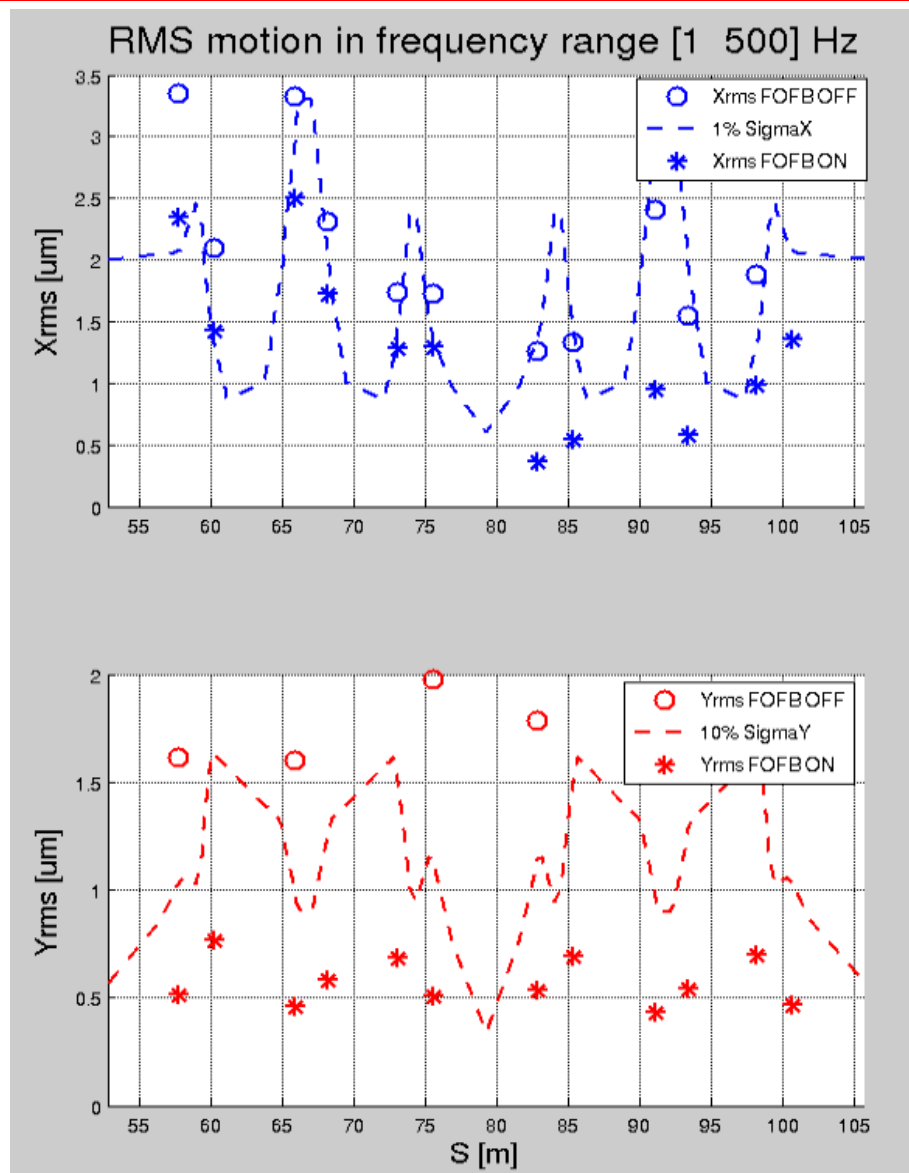 RMS motion in frequency range [1 500] Hz
Xrms [um]
3.5
3
2.5
2
1.5
1
0.5
0
Xrms FOFBOFF
1% SigmaX
Xrms FOFBON
55 60 65 70 75 80 85 90 95 100 105
Yrms [um]
2
1.5
1
0.5
0
Yrms FOFBOFF
10% SigmaY
Yrms FOFBON
55 60 65 70 75 80 85 90 95 100 105
S [m]